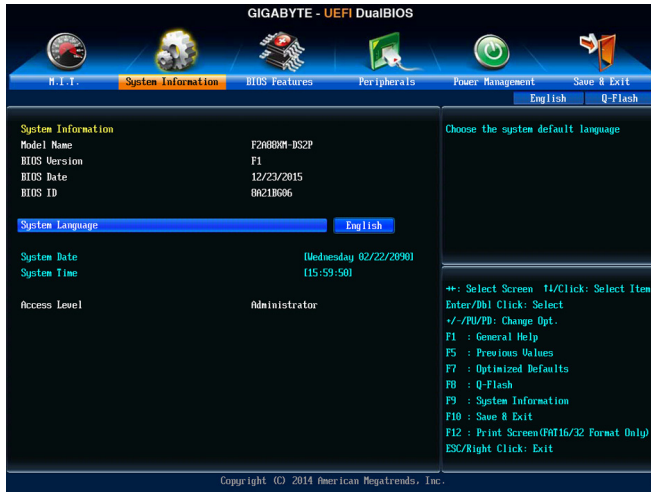 GIGABYTE - UEFI DualBIOS
M.I.T. System Information BIOS Features Peripherals Power Management Save & Exit
English Q-Flash
System Information
Model Name F2A88XM-DS2P
BIOS Version F1
BIOS Date 12/23/2015
BIOS ID 8A21BG06
System Language English
System Date [Wednesday 02/22/2090]
System Time [15:59:50]
Access Level Administrator
Choose the system default language
→←: Select Screen ↑↓/Click: Select Item
Enter/Dbl Click: Select
+/-/PU/PD: Change Opt.
F1 : General Help
F5 : Previous Values
F7 : Optimized Defaults
F8 : Q-Flash
F9 : System Information
F10 : Save & Exit
F12 : Print Screen(FAT16/32 Format Only)
ESC/Right Click: Exit
Copyright (C) 2014 American Megatrends, Inc.